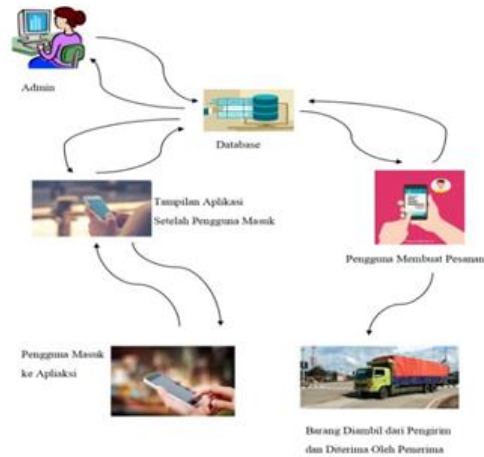 Admin
Database
Tampilan Aplikasi
Setelah Pengguna Masuk
Pengguna Membuat Pesanan
Pengguna Masuk
ke Apliaksi
Barang Diambil dari Pengirim
dan Diterima Oleh Penerima